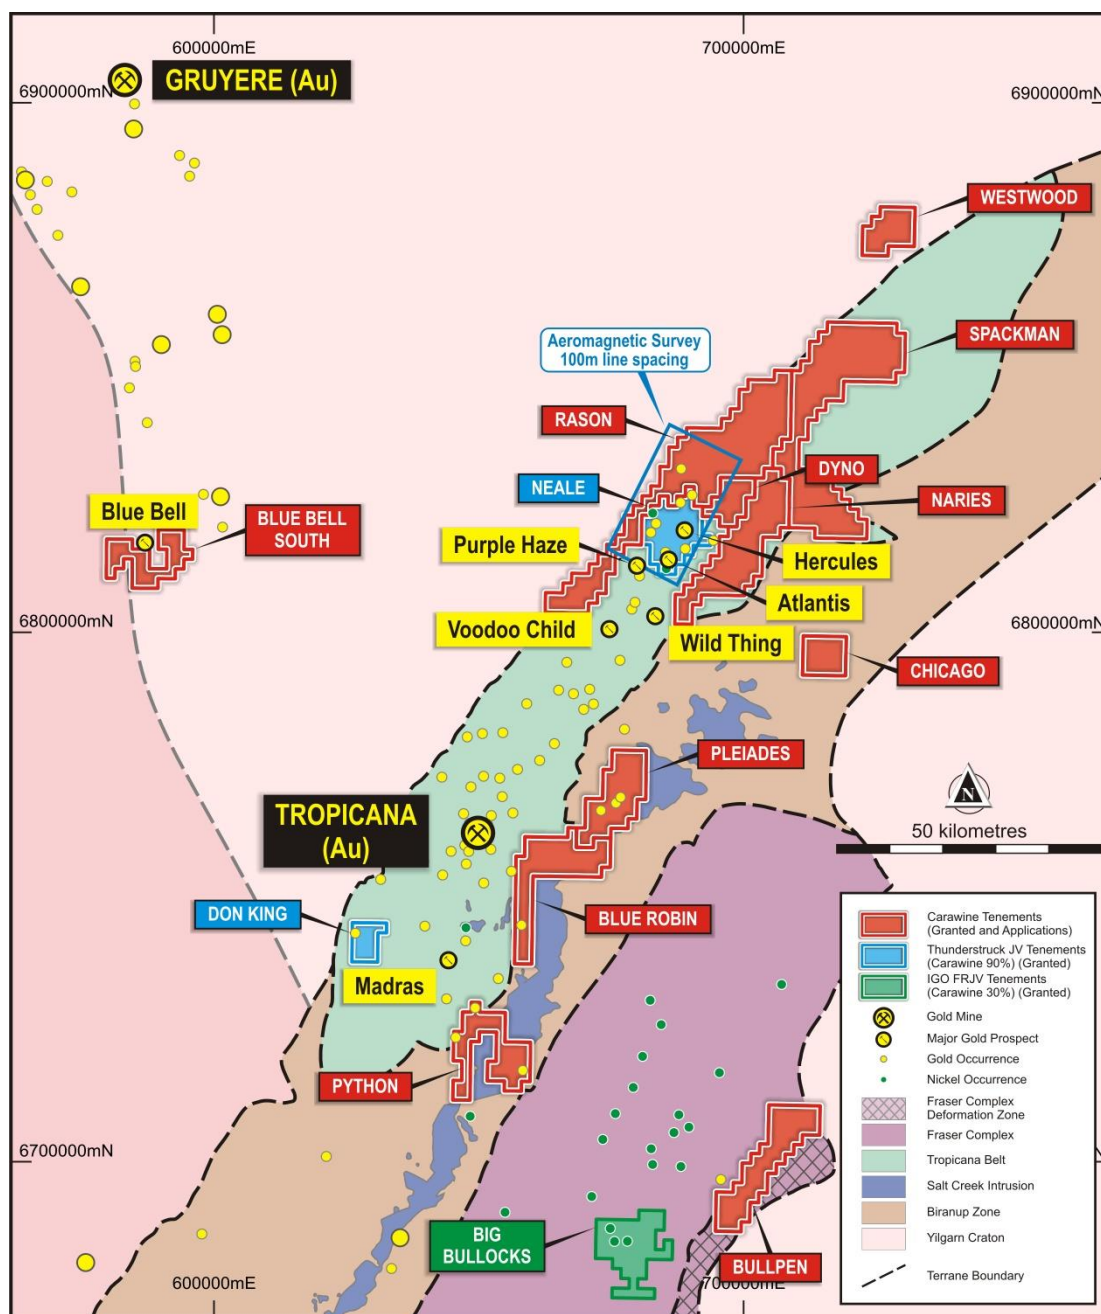 600000mE
700000mE
GRUYERE (Au)
6900000mN
6900000mN
WESTWOOD
SPACKMAN
Aeromagnetic Survey
100m line spacing
RASON
DYNO
NEALE
NARIES
Blue Bell
BLUE BELL
SOUTH
Purple Haze
Hercules
Atlantis
Voodoo Child
Wild Thing
6800000mN
6800000mN
CHICAGO
PLEIADES
N
TROPICANA
(Au)
50 kilometres
DON KING
BLUE ROBIN
Madras
PYTHON
Carawine Tenements
(Granted and Applications)
Thunderstruck JV Tenements
(Carawine 90%) (Granted)
IGO FRJV Tenements
(Carawine 30%) (Granted)
Gold Mine
Major Gold Prospect
Gold Occurrence
Nickel Occurrence
Fraser Complex
Deformation Zone
Fraser Complex
Tropicana Belt
Salt Creek Intrusion
Biranup Zone
Yilgarn Craton
Terrane Boundary
6700000mN
BIG
BULLOCKS
BULLPEN
600000mE
700000mE